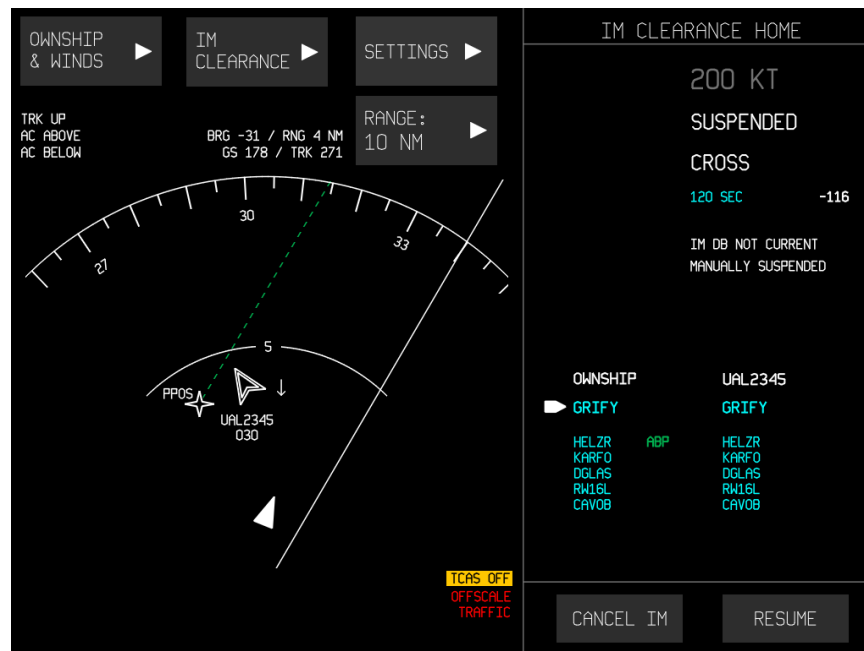 OWNSHIP
& WINDS
IM
CLEARANCE
SETTINGS
RANGE:
10 NM
TRK UP
AC ABOVE
AC BELOW
BRG -31 / RNG 4 NM
GS 178 / TRK 271
27
30
33
5
PPOS
UAL2345
030
TCAS OFF
OFFSCALE
TRAFFIC
IM CLEARANCE HOME
200 KT
SUSPENDED
CROSS
120 SEC -116
IM DB NOT CURRENT
MANUALLY SUSPENDED
OWNSHIP UAL2345
GRIFY GRIFY
HELZR ABP HELZR
KARFO KARFO
DGLAS DGLAS
RW16L RW16L
CAVOB CAVOB
CANCEL IM RESUME